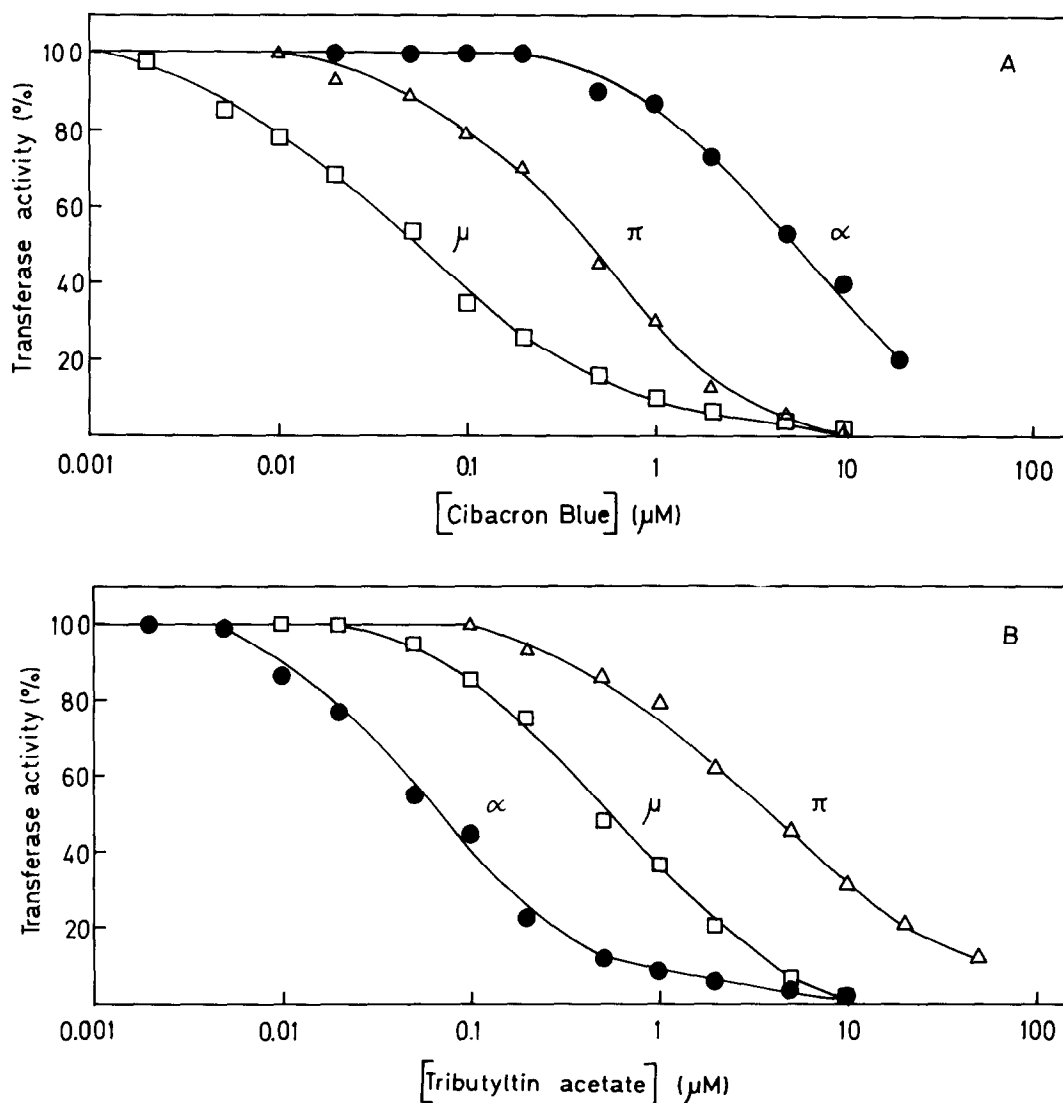 A
Transferase activity (%)
100
80
60
40
20
μ
π
α
0.001
0.01
0.1
1
10
100
[Cibacron Blue] (μM)
B
Transferase activity (%)
100
80
60
40
20
α
μ
π
0.001
0.01
0.1
1
10
100
[Tributyltin acetate] (μM)